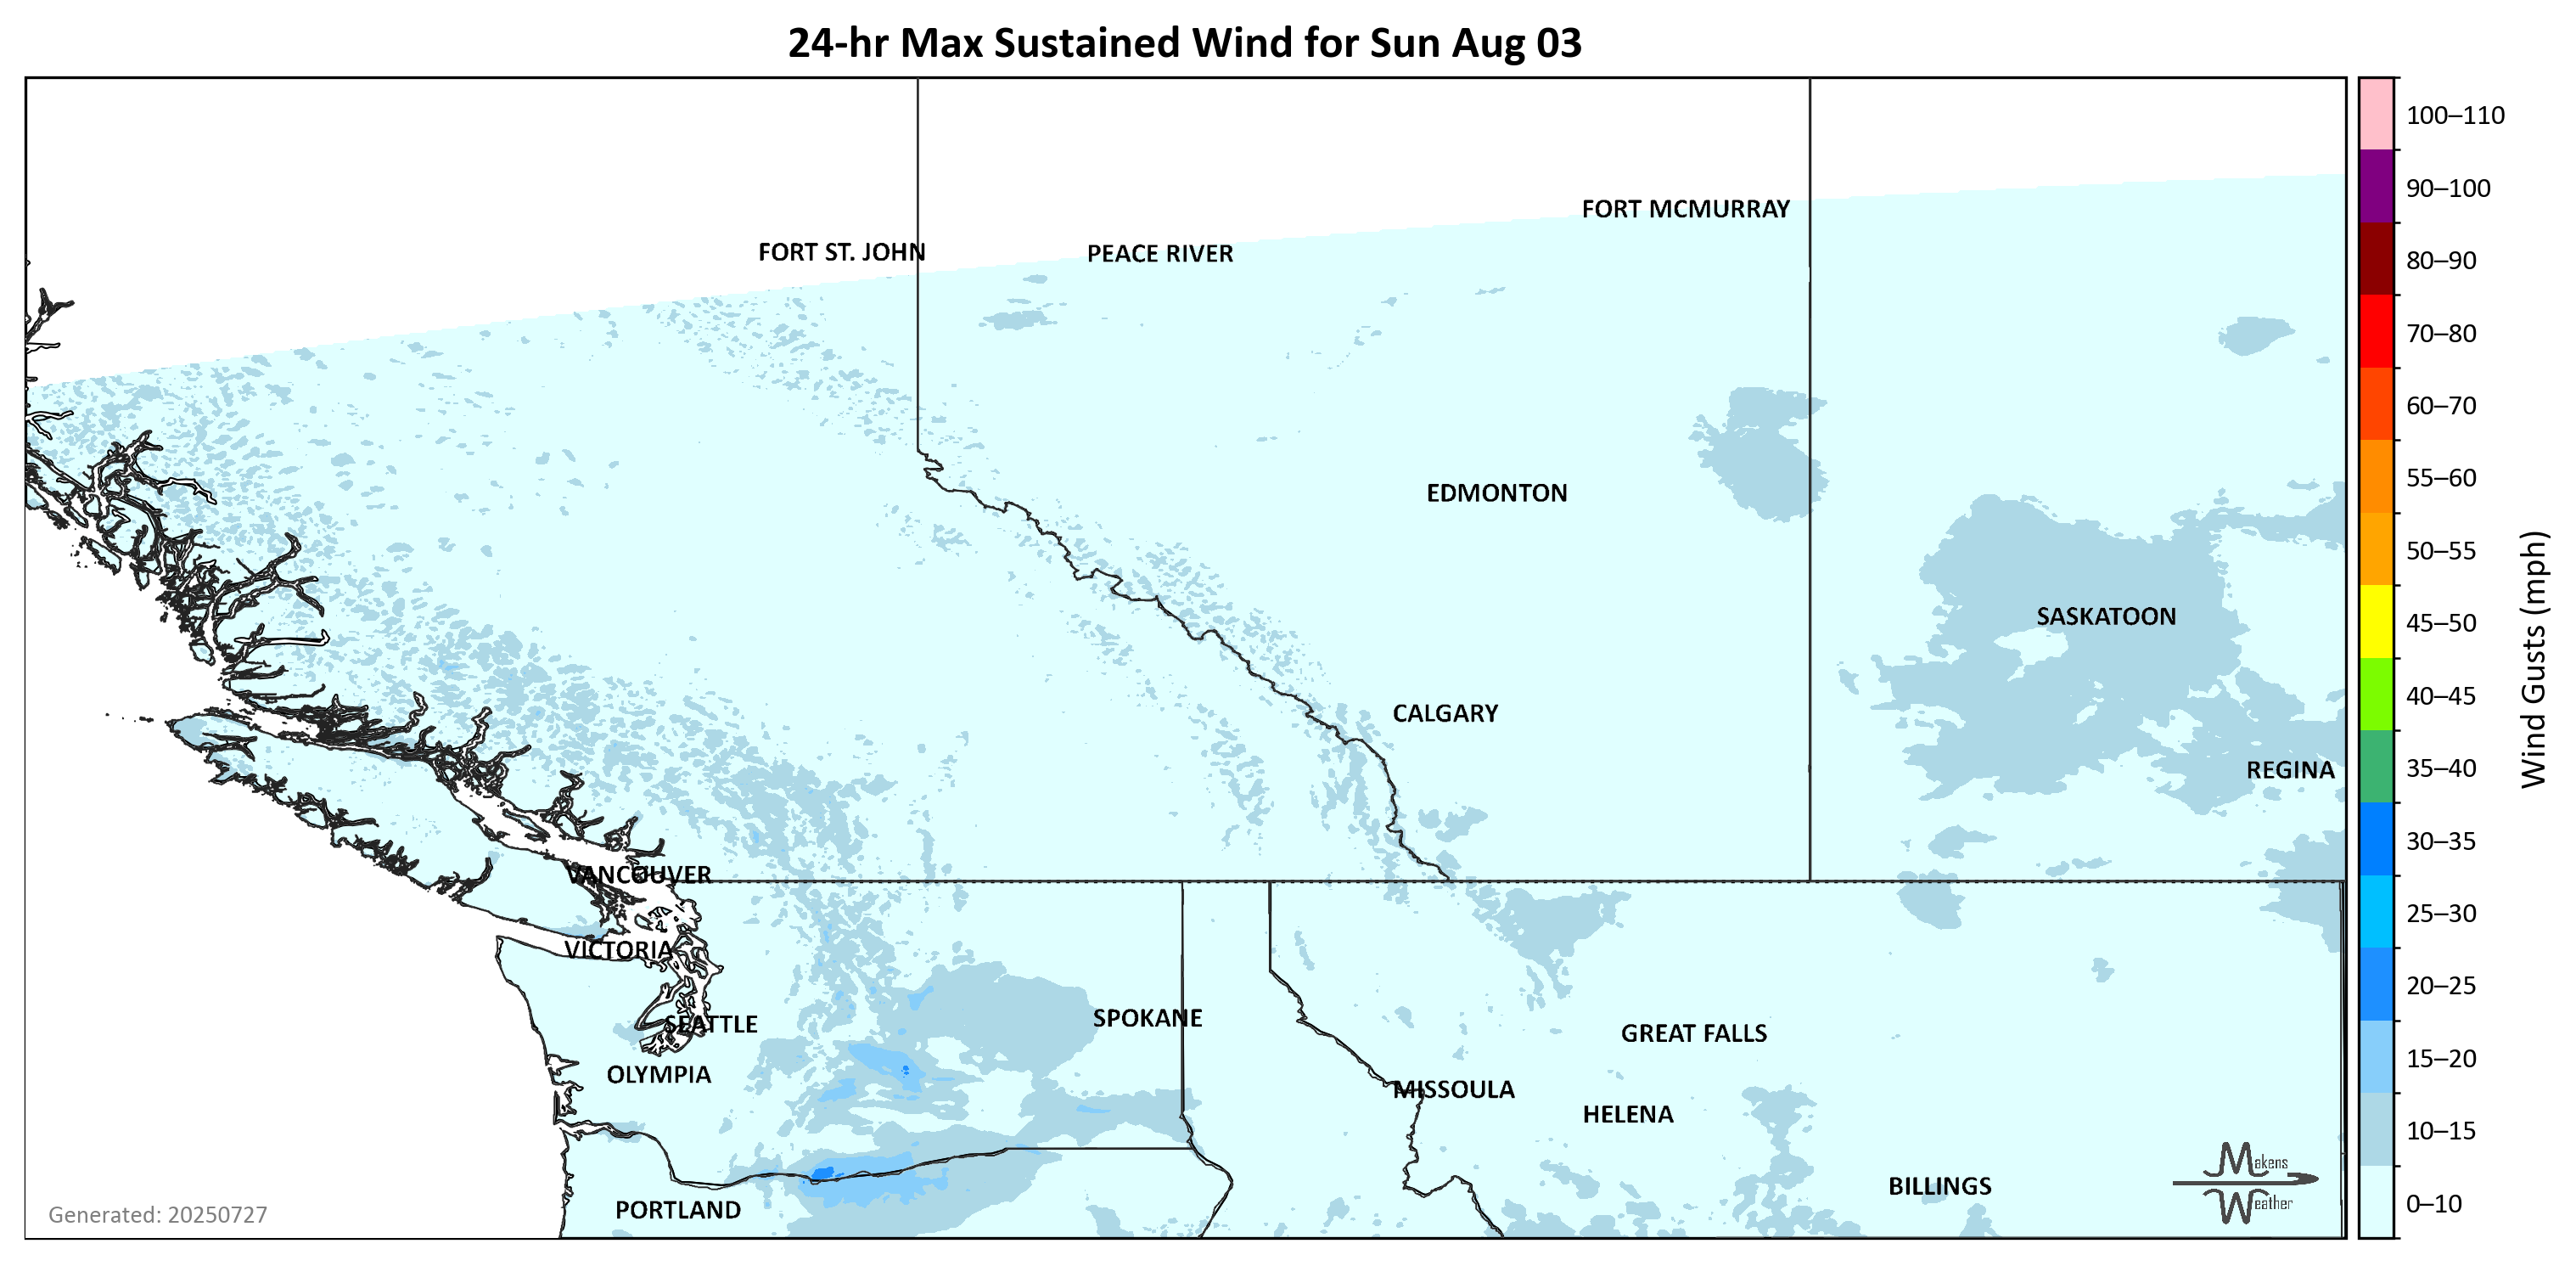 24-hr Max Sustained Wind for Sun Aug 03
FORT MCMURRAY
FORT ST. JOHN
PEACE RIVER
EDMONTON
SASKATOON
CALGARY
REGINA
VANCOUVER
VICTORIA
SPOKANE
SEATTLE
GREAT FALLS
OLYMPIA
MISSOULA
HELENA
BILLINGS
PORTLAND
Makens
Weather
Generated: 20250727
100–110
90–100
80–90
70–80
60–70
55–60
50–55
45–50
40–45
35–40
30–35
25–30
20–25
15–20
10–15
0–10
Wind Gusts (mph)